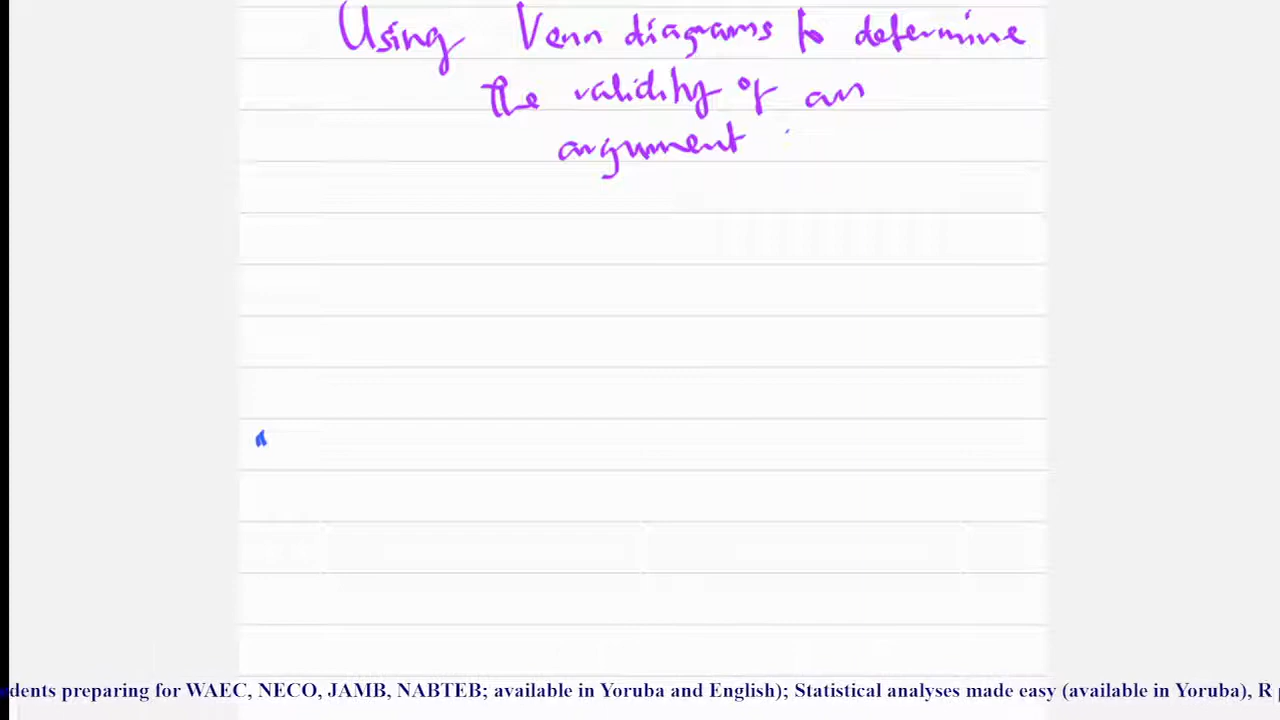 Using Venn diagrams to determine
the validity of an
argument
dents preparing for WAEC, NECO, JAMB, NABTEB; available in Yoruba and English); Statistical analyses made easy (available in Yoruba), R